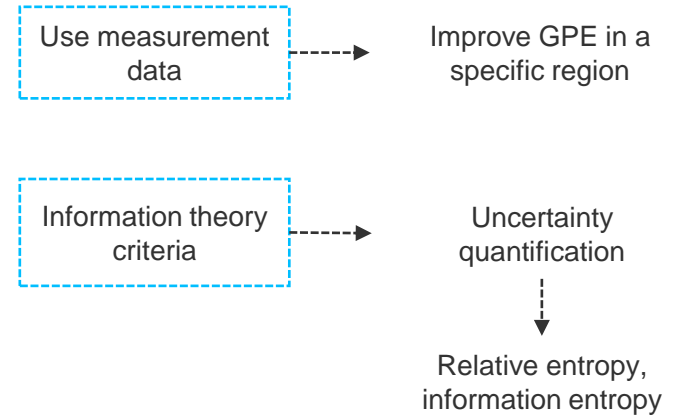 Use measurement
data
Improve GPE in a
specific region
Information theory
criteria
Uncertainty
quantification
Relative entropy,
information entropy